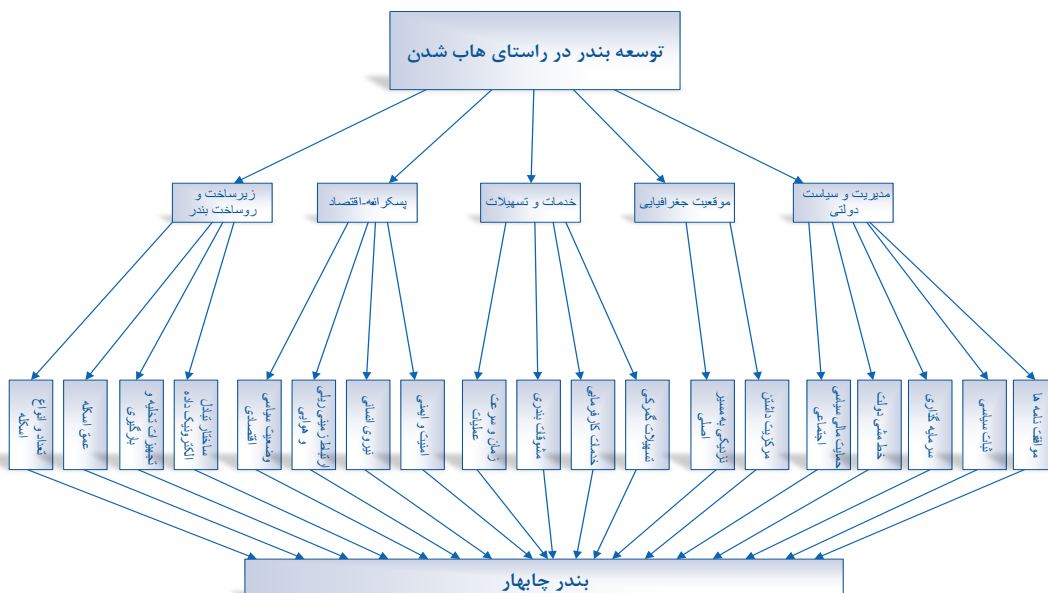 توسعه بندر در راستای هاب شدن
مدیریت و سیاست
دولتی
موقعیت جغرافیایی
خدمات و تسهیلات
پسکرانه-اقتصاد
زیرساخت و
روساخت بندر
موافقت نامه ها
ثبات سیاسی
سرمایه گذاری
خط مشی دولت
حمایت مالی سیاسی
اجتماعی
مرکزیت داشتن
نزدیکی به مسیر
اصلی
تسهیلات گمرکی
خدمات کارفرمایی
مشوقات بندری
زمان و سرعت
عملیات
امنیت و ایمنی
نیروی انسانی
ارتباط زمینی ریلی
و هوایی
وضعیت سیاسی
اقتصادی
ساختار تبادل
الکترونیک داده
تجهیزات تخلیه و
بارگیری
عمق اسکله
تعداد و انواع
اسکله
بندر چابهار